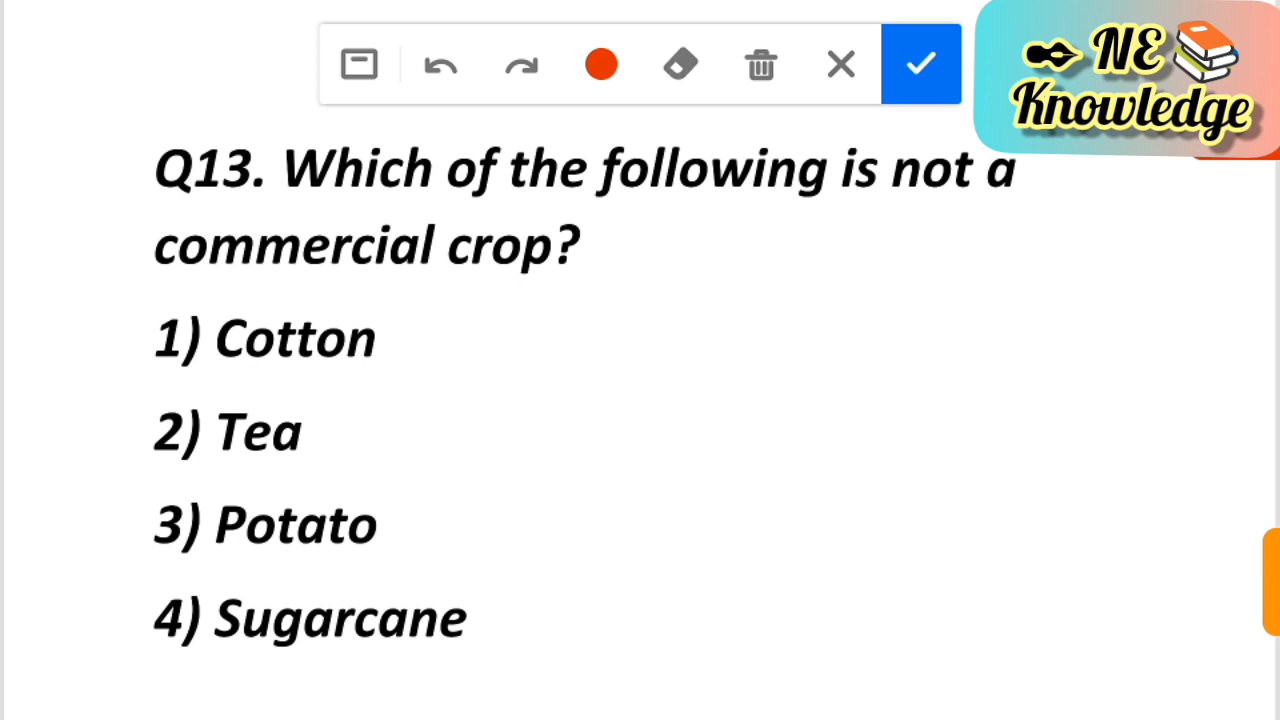 NE
Knowledge
Q13. Which of the following is not a
commercial crop?
1) Cotton
2) Tea
3) Potato
4) Sugarcane